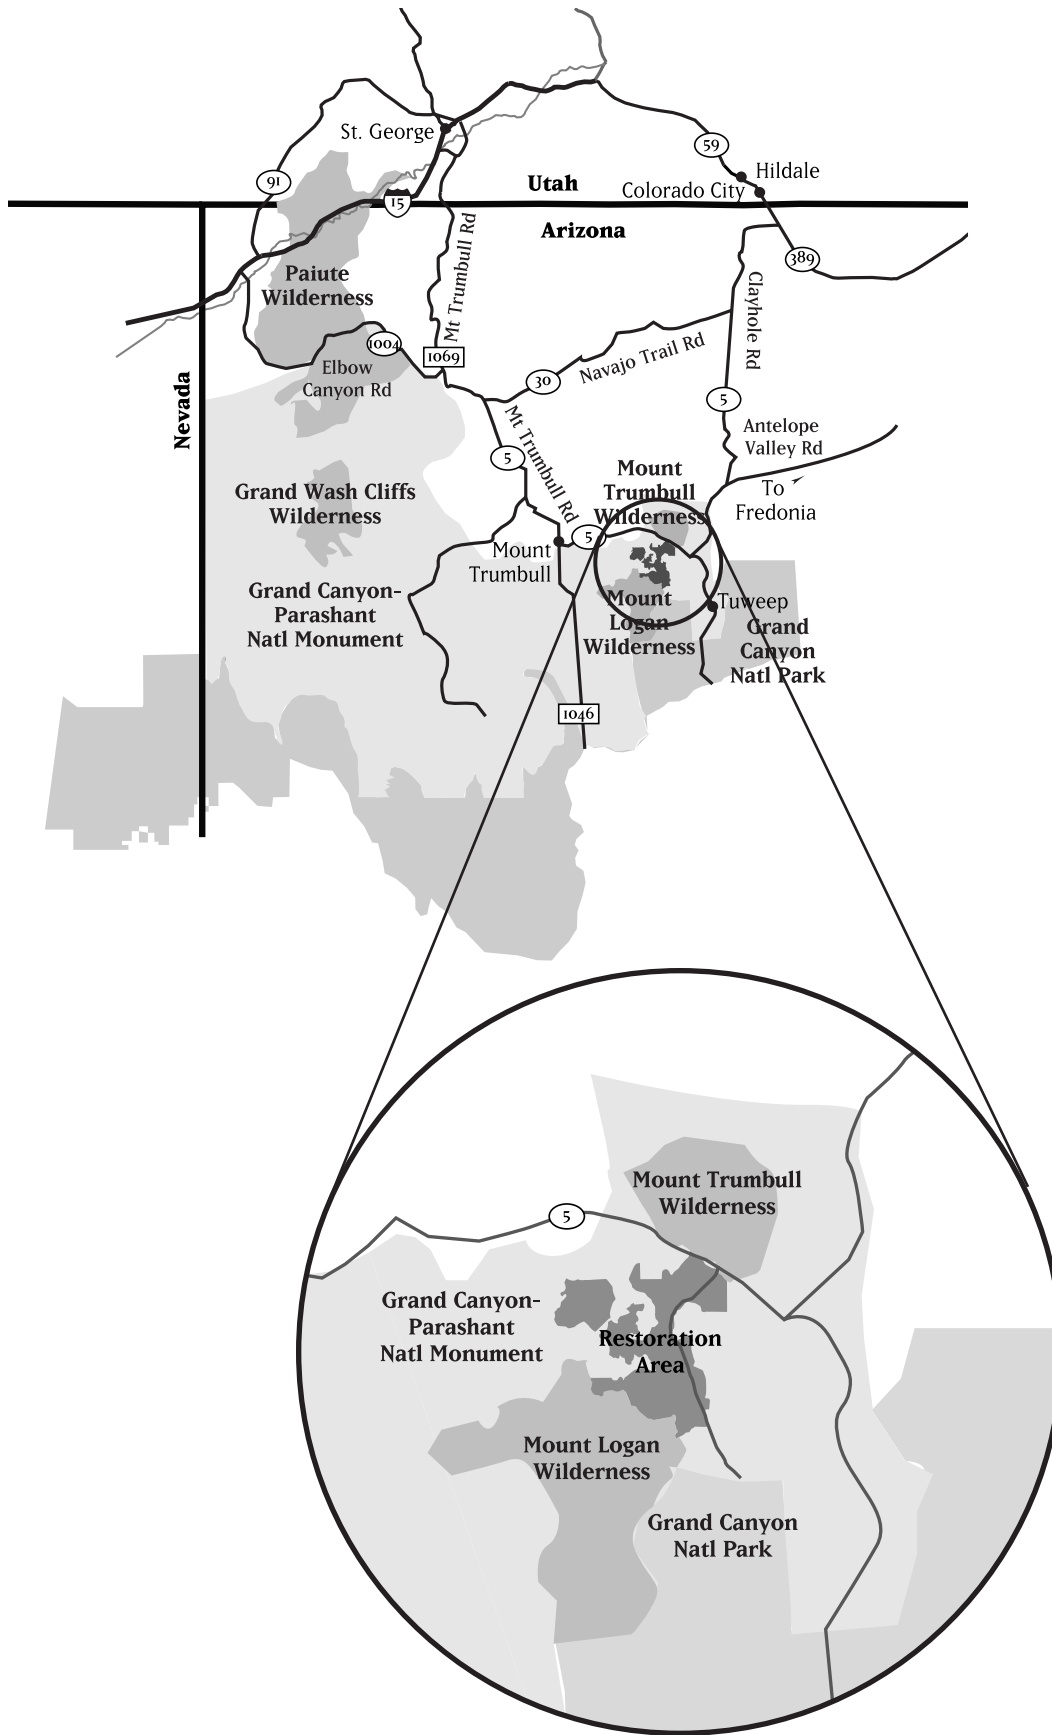 St. George
59
Hildale
Colorado City
91
Utah
15
Arizona
389
Mt Trumbull Rd
Paiute
Wilderness
Clayhole Rd
1004
1069
Navajo Trail Rd
Elbow
Canyon Rd
30
Nevada
5
Mt Trumbull Rd
Antelope
Valley Rd
5
Mount
Trumbull
Wilderness
To
Fredonia
Grand Wash Cliffs
Wilderness
5
Mount
Trumbull
Grand Canyon-
Parashant
Natl Monument
Mount
Logan
Wilderness
Tuweep
Grand
Canyon
Natl Park
1046
Mount Trumbull
Wilderness
5
Grand Canyon-
Parashant
Natl Monument
Restoration
Area
Mount Logan
Wilderness
Grand Canyon
Natl Park